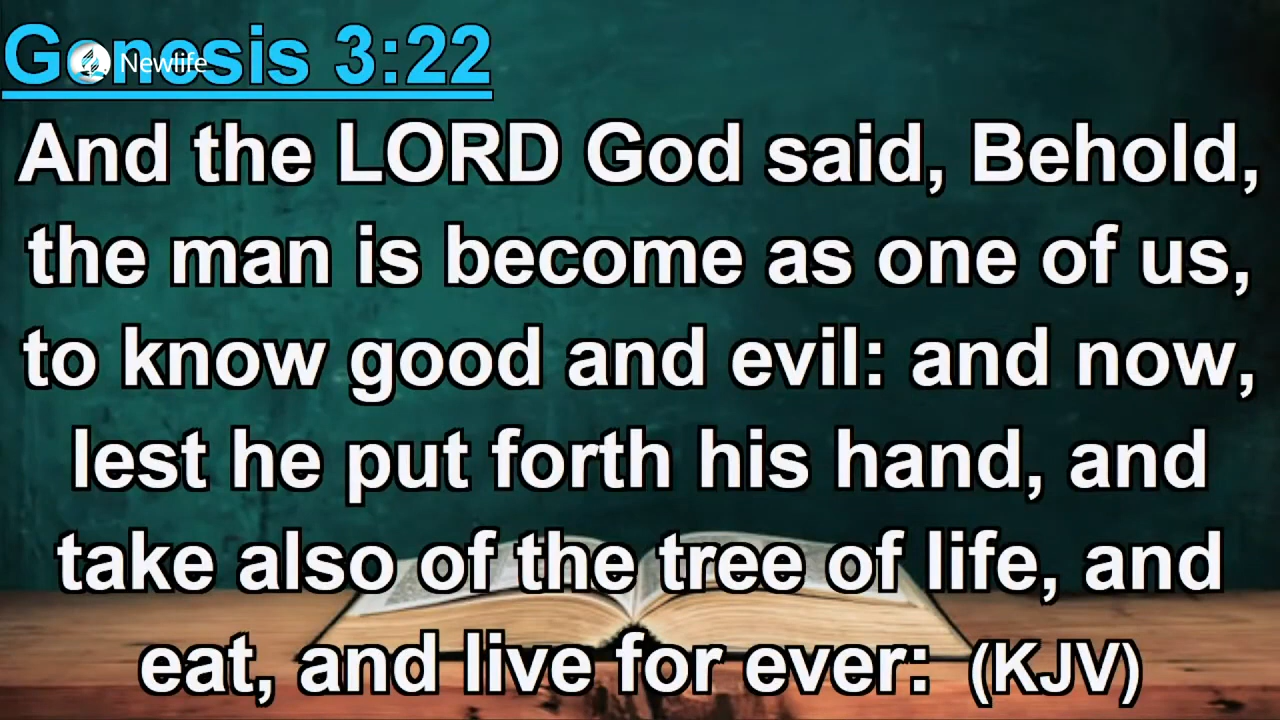 Genesis 3:22
Newlife
And the LORD God said, Behold,
the man is become as one of us,
to know good and evil: and now,
lest he put forth his hand, and
take also of the tree of life, and
eat, and live for ever: (KJV)